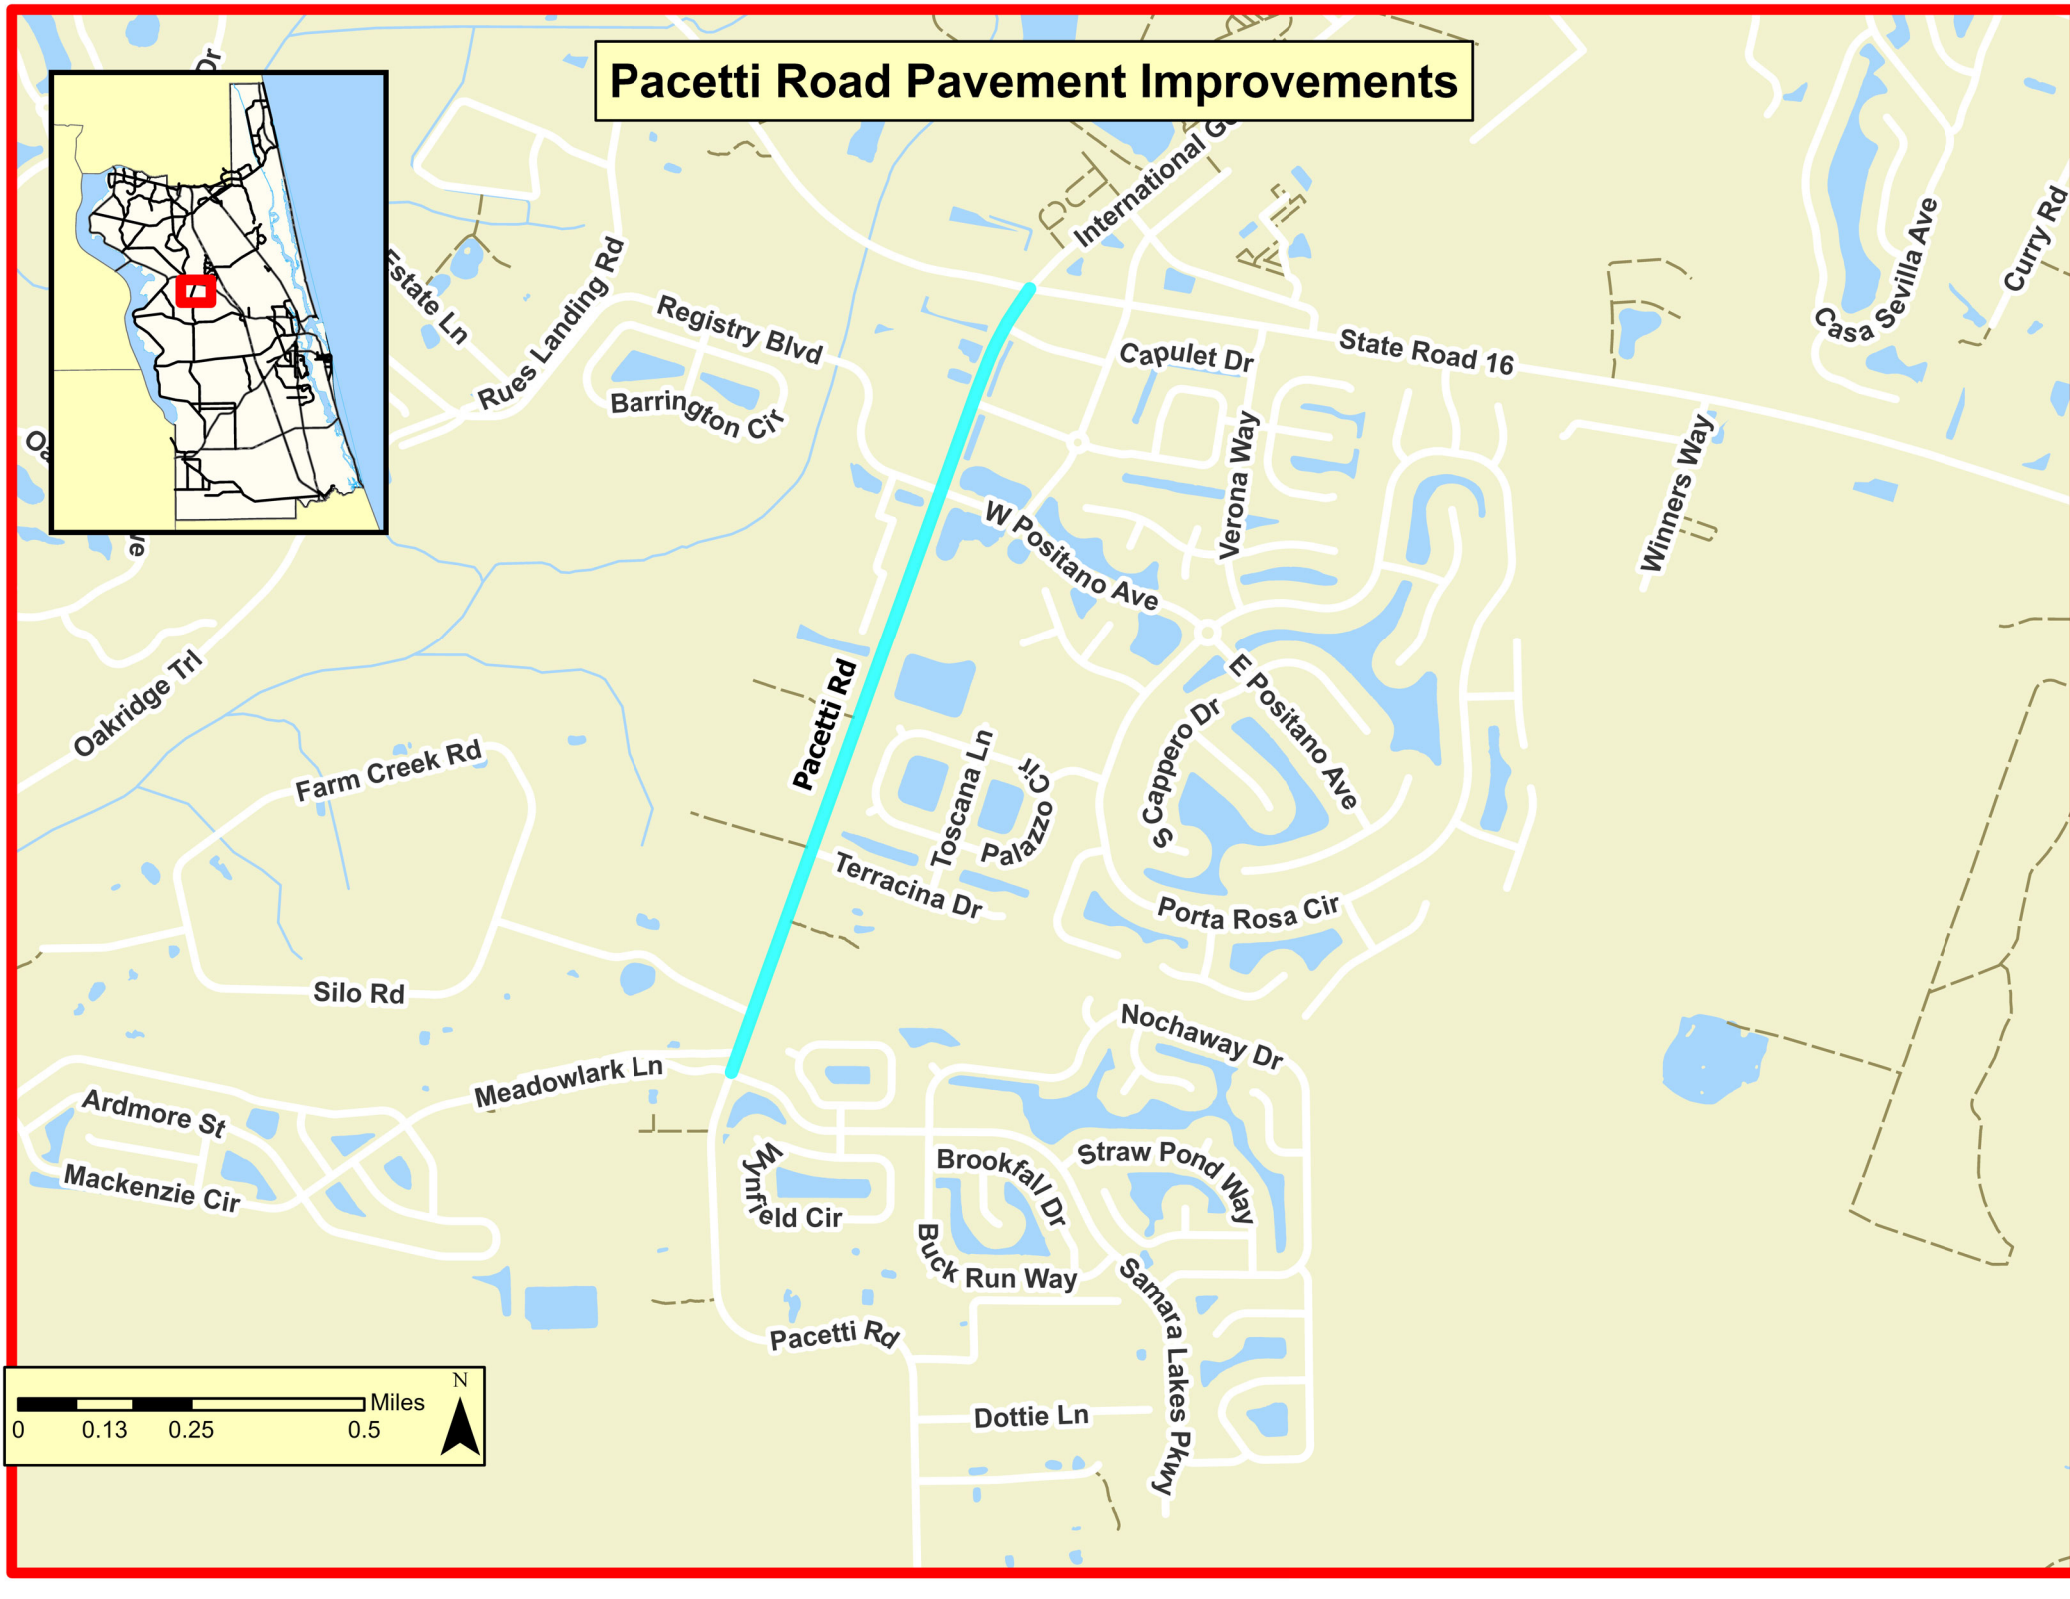 Pacetti Road Pavement Improvements
Dr
International
Estate Ln
Rues Landing Rd
Registry Blvd
Barrington Cir
Capulet Dr
State Road 16
Casa Sevilla Ave
Curry Rd
Verona Way
Winners Way
W Positano Ave
Oakridge Trl
Pacetti Rd
E Positano Ave
S Cappero Dr
Farm Creek Rd
Toscana Ln
Palazzo Cir
Terracina Dr
Porta Rosa Cir
Silo Rd
Nochaway Dr
Meadowlark Ln
Ardmore St
Mackenzie Cir
Wynfield Cir
Brookfall Dr
Straw Pond Way
Buck Run Way
Samara Lakes Pkwy
Pacetti Rd
Dottie Ln
N
Miles
0 0.13 0.25 0.5